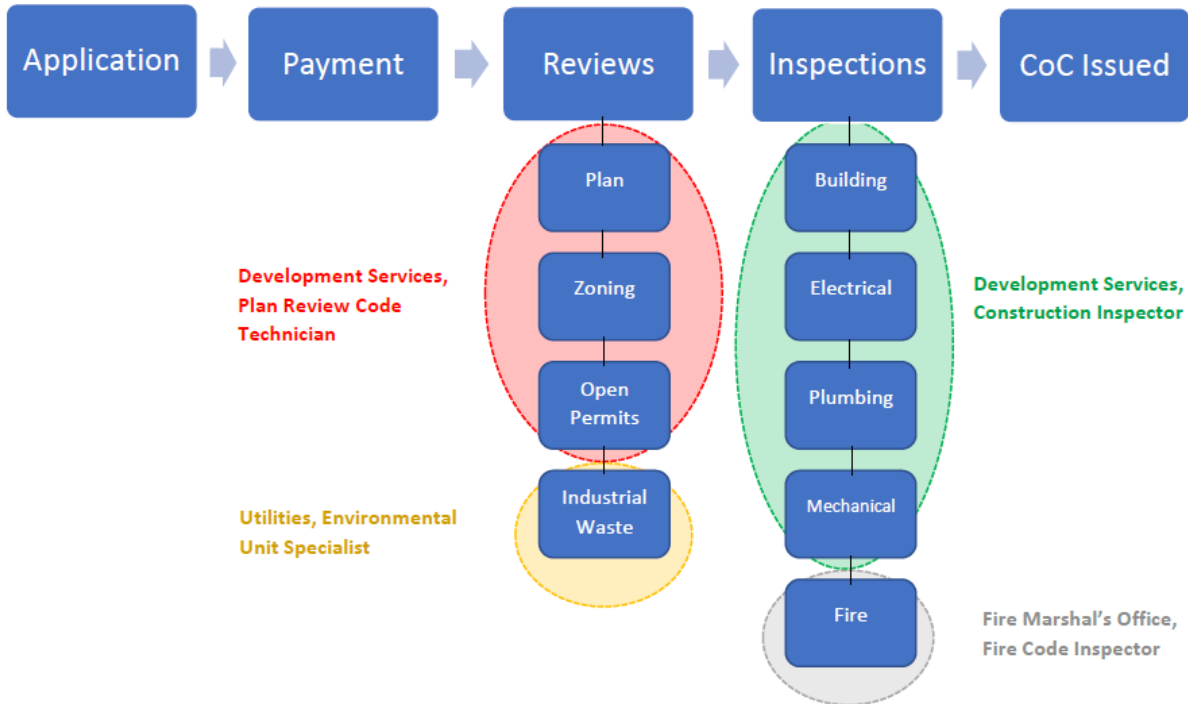 Application
Payment
Reviews
Inspections
CoC Issued
Plan
Zoning
Open
Permits
Industrial
Waste
Building
Electrical
Plumbing
Mechanical
Fire
Development Services,
Plan Review Code
Technician
Utilities, Environmental
Unit Specialist
Development Services,
Construction Inspector
Fire Marshal’s Office,
Fire Code Inspector